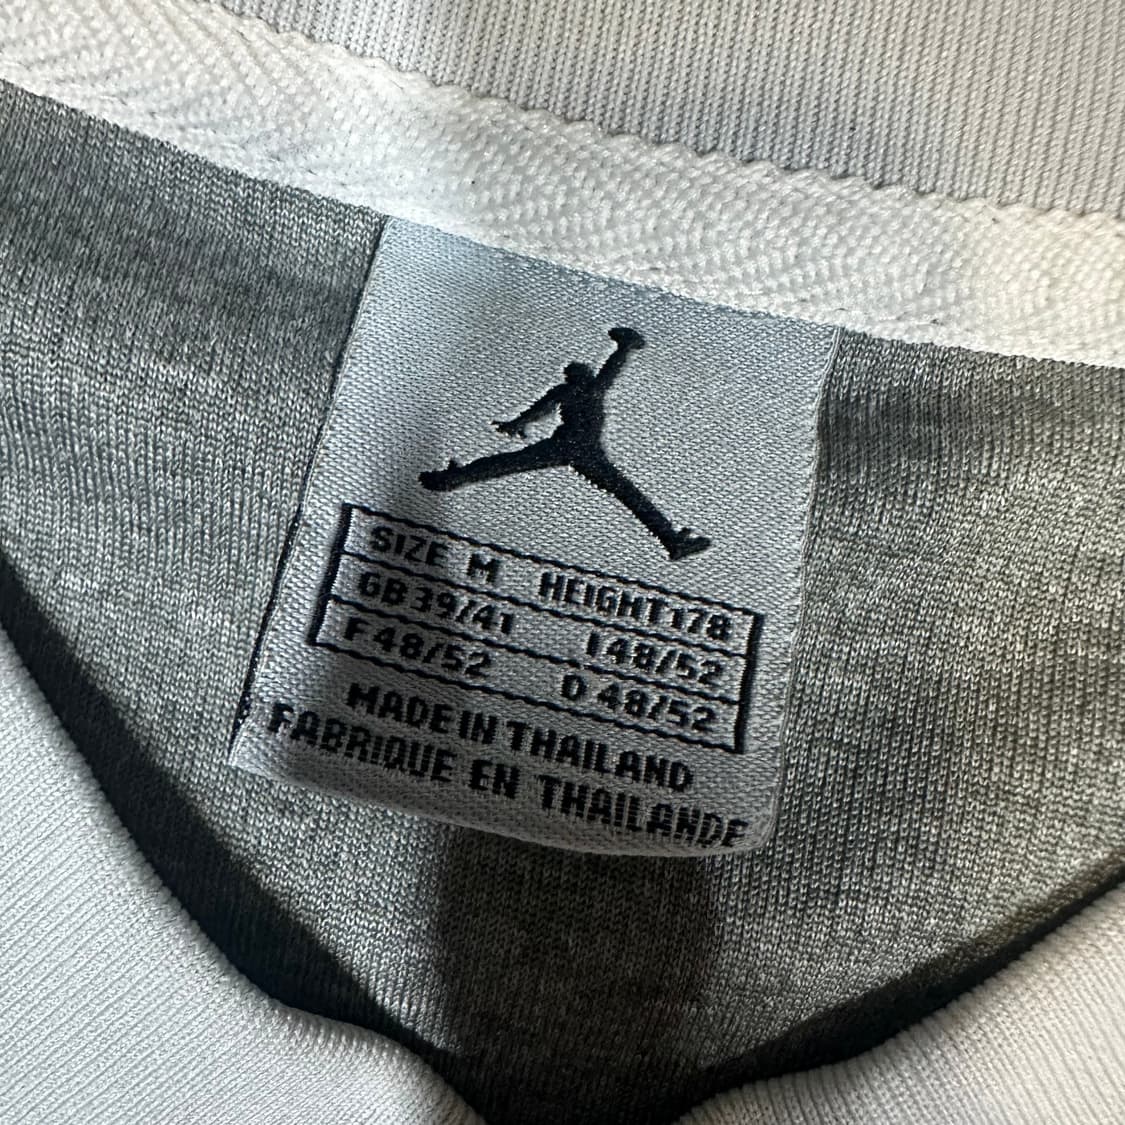 SIZE M HEIGHT 178
GB 39/41 I 48/52
F 48/52 D 48/52
MADE IN THAILAND
FABRIQUE EN THAILANDE